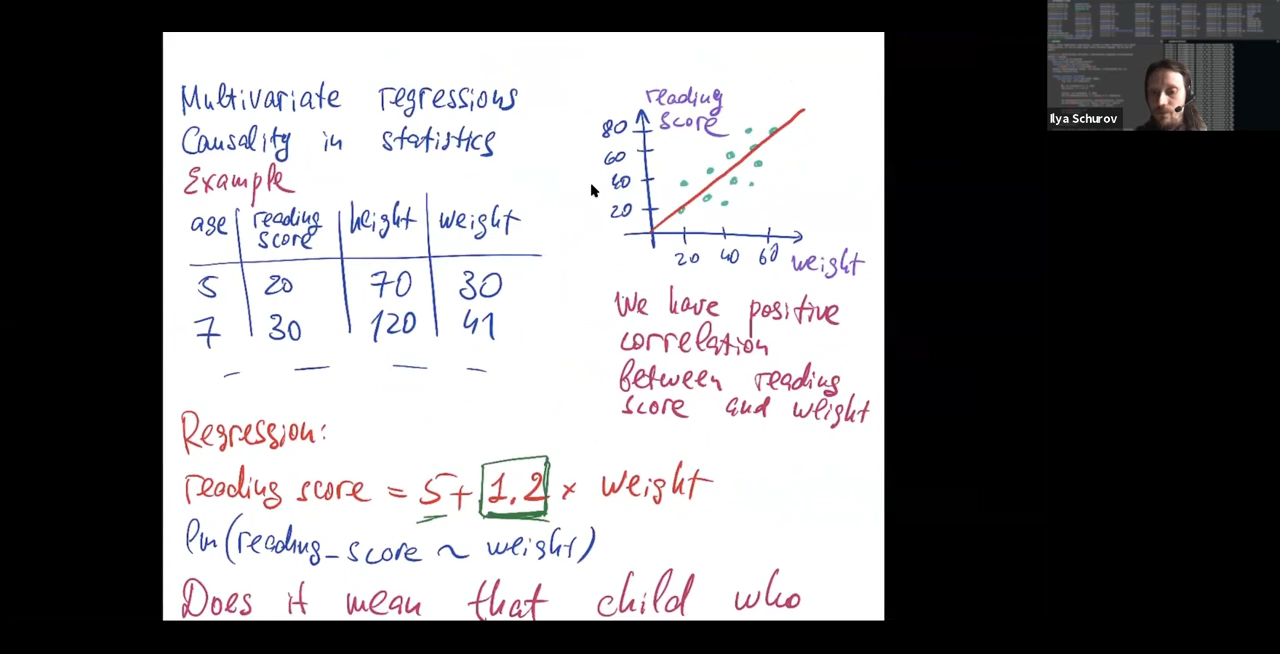 Multivariate regressions
Causality in statistics
Example
age reading score height weight
5 20 70 30
7 30 120 41
reading score
80
60
40
20
20 40 60 weight
We have positive
correlation
between reading
score and weight
Regression:
reading score = 5 + 1.2 × weight
lm(reading_score ~ weight)
Does it mean that child who
Ilya Schurov